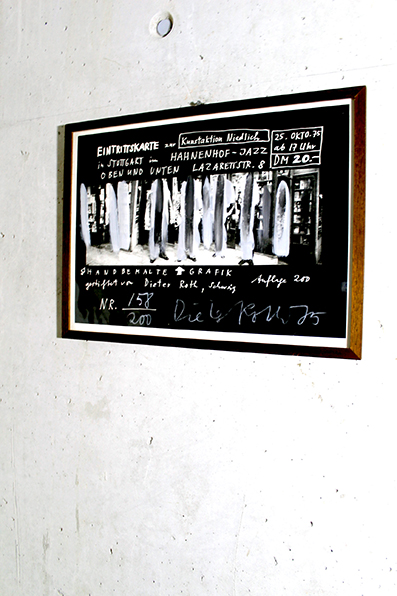 EINTRITTSKARTE zur Kunstaktion Niedlich
in STUTTGART im HAHNENHOF-JAZZ
OBEN UND UNTEN LAZARETTSTR. 8
25. OKTO. 75
ab 17 Uhr
DM 20.-
HANDBEMALTE GRAFIK
gestiftet von Dieter Roth, Auflage 200
NR. 158/200 Dieter Roth 75